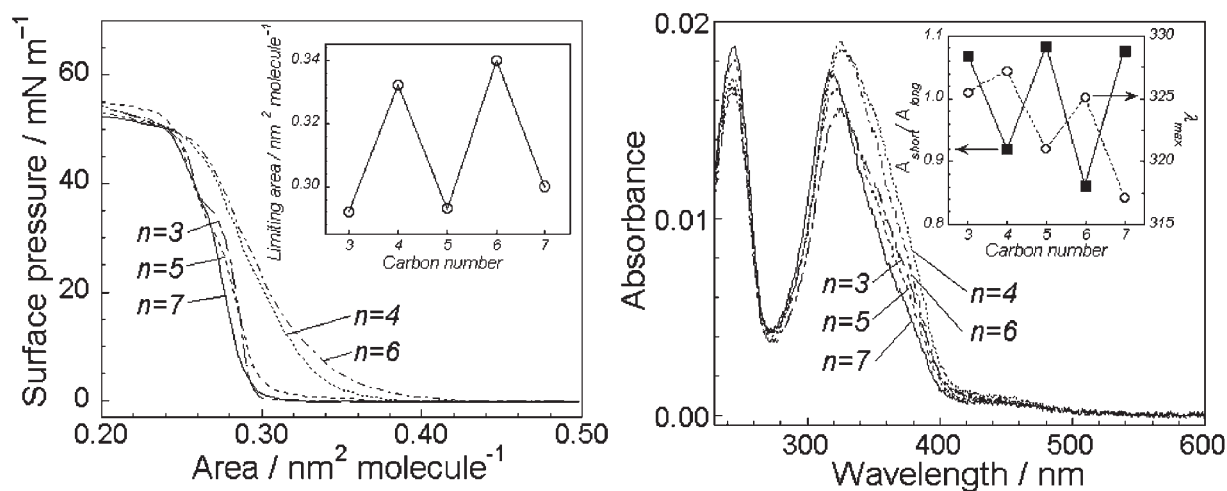 Surface pressure / mN m⁻¹
60
40
20
0
0.20
0.30
0.40
0.50
Area / nm² molecule⁻¹
n=3
n=5
n=7
n=4
n=6
Limiting area / nm² molecule⁻¹
0.34
0.32
0.30
3
4
5
6
7
Carbon number
Absorbance
0.02
0.01
0.00
300
400
500
600
Wavelength / nm
n=3
n=5
n=7
n=4
n=6
A short / A long
1.1
1.0
0.9
0.8
3
4
5
6
7
Carbon number
330
325
320
315
λ max